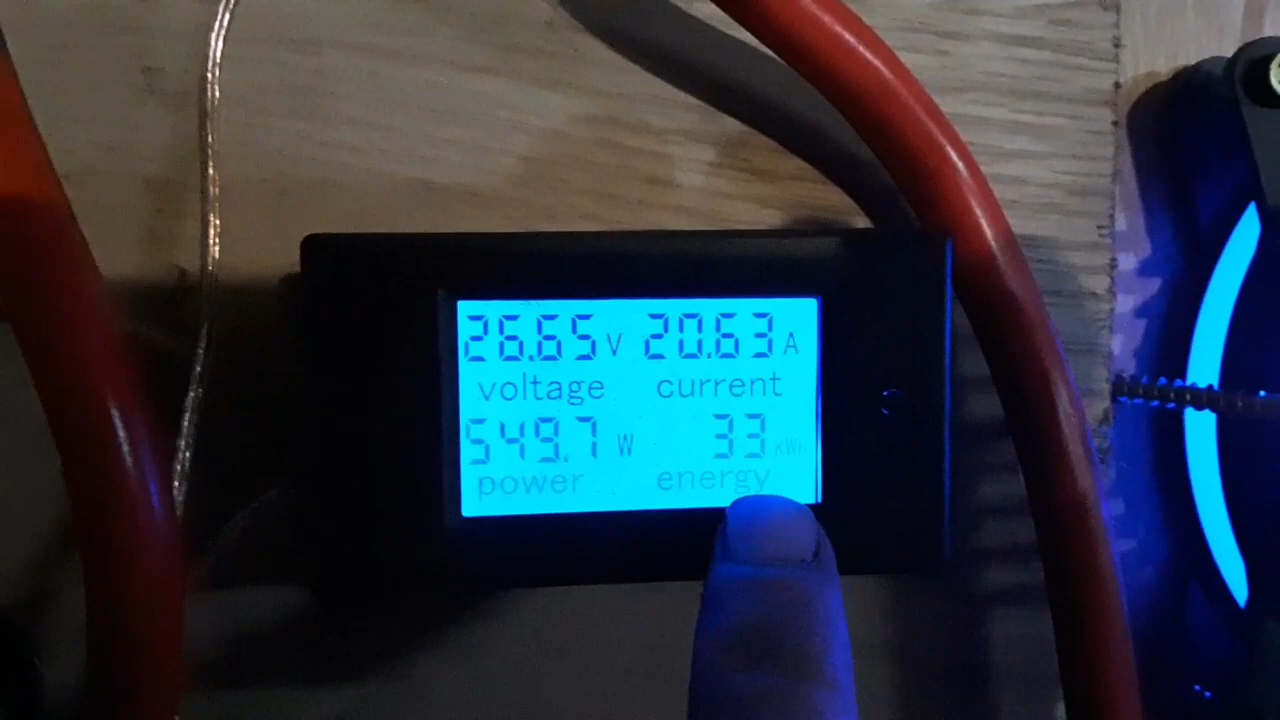 26.65 V 20.63 A
voltage current
549.7 W 33 KWh
power energy